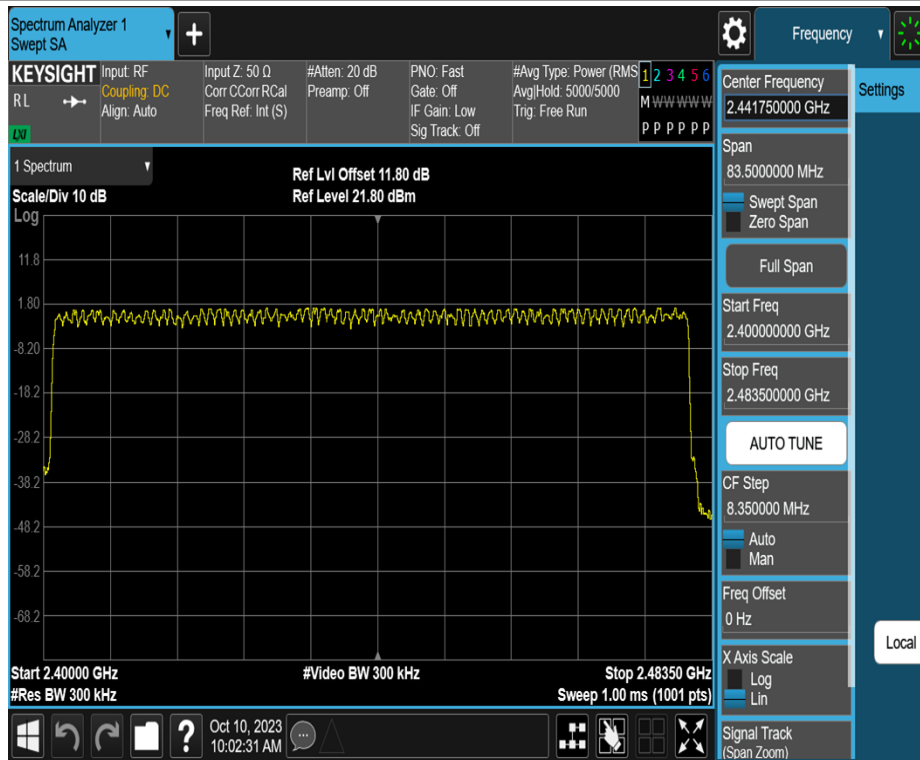 Spectrum Analyzer 1
Swept SA
+
Frequency
KEYSIGHT
RL
LXI
Input: RF
Coupling: DC
Align: Auto
Input Z: 50 Ω
Corr CCorr RCal
Freq Ref: Int (S)
#Atten: 20 dB
Preamp: Off
PNO: Fast
Gate: Off
IF Gain: Low
Sig Track: Off
#Avg Type: Power (RMS
Avg|Hold: 5000/5000
Trig: Free Run
1 2 3 4 5 6
M W W W W W
P P P P P P
1 Spectrum
Scale/Div 10 dB
Ref Lvl Offset 11.80 dB
Ref Level 21.80 dBm
Log
11.8
1.80
-8.20
-18.2
-28.2
-38.2
-48.2
-58.2
-68.2
Start 2.40000 GHz
#Res BW 300 kHz
#Video BW 300 kHz
Stop 2.48350 GHz
Sweep 1.00 ms (1001 pts)
Center Frequency
2.441750000 GHz
Span
83.5000000 MHz
Swept Span
Zero Span
Full Span
Start Freq
2.400000000 GHz
Stop Freq
2.483500000 GHz
AUTO TUNE
CF Step
8.350000 MHz
Auto
Man
Freq Offset
0 Hz
X Axis Scale
Log
Lin
Signal Track
(Span Zoom)
Settings
Local
?
Oct 10, 2023
10:02:31 AM